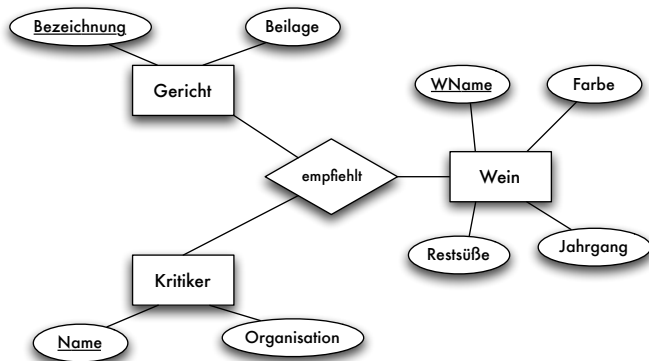 Bezeichnung
Beilage
Gericht
WName
Farbe
empfiehlt
Wein
Restsüße
Jahrgang
Kritiker
Name
Organisation